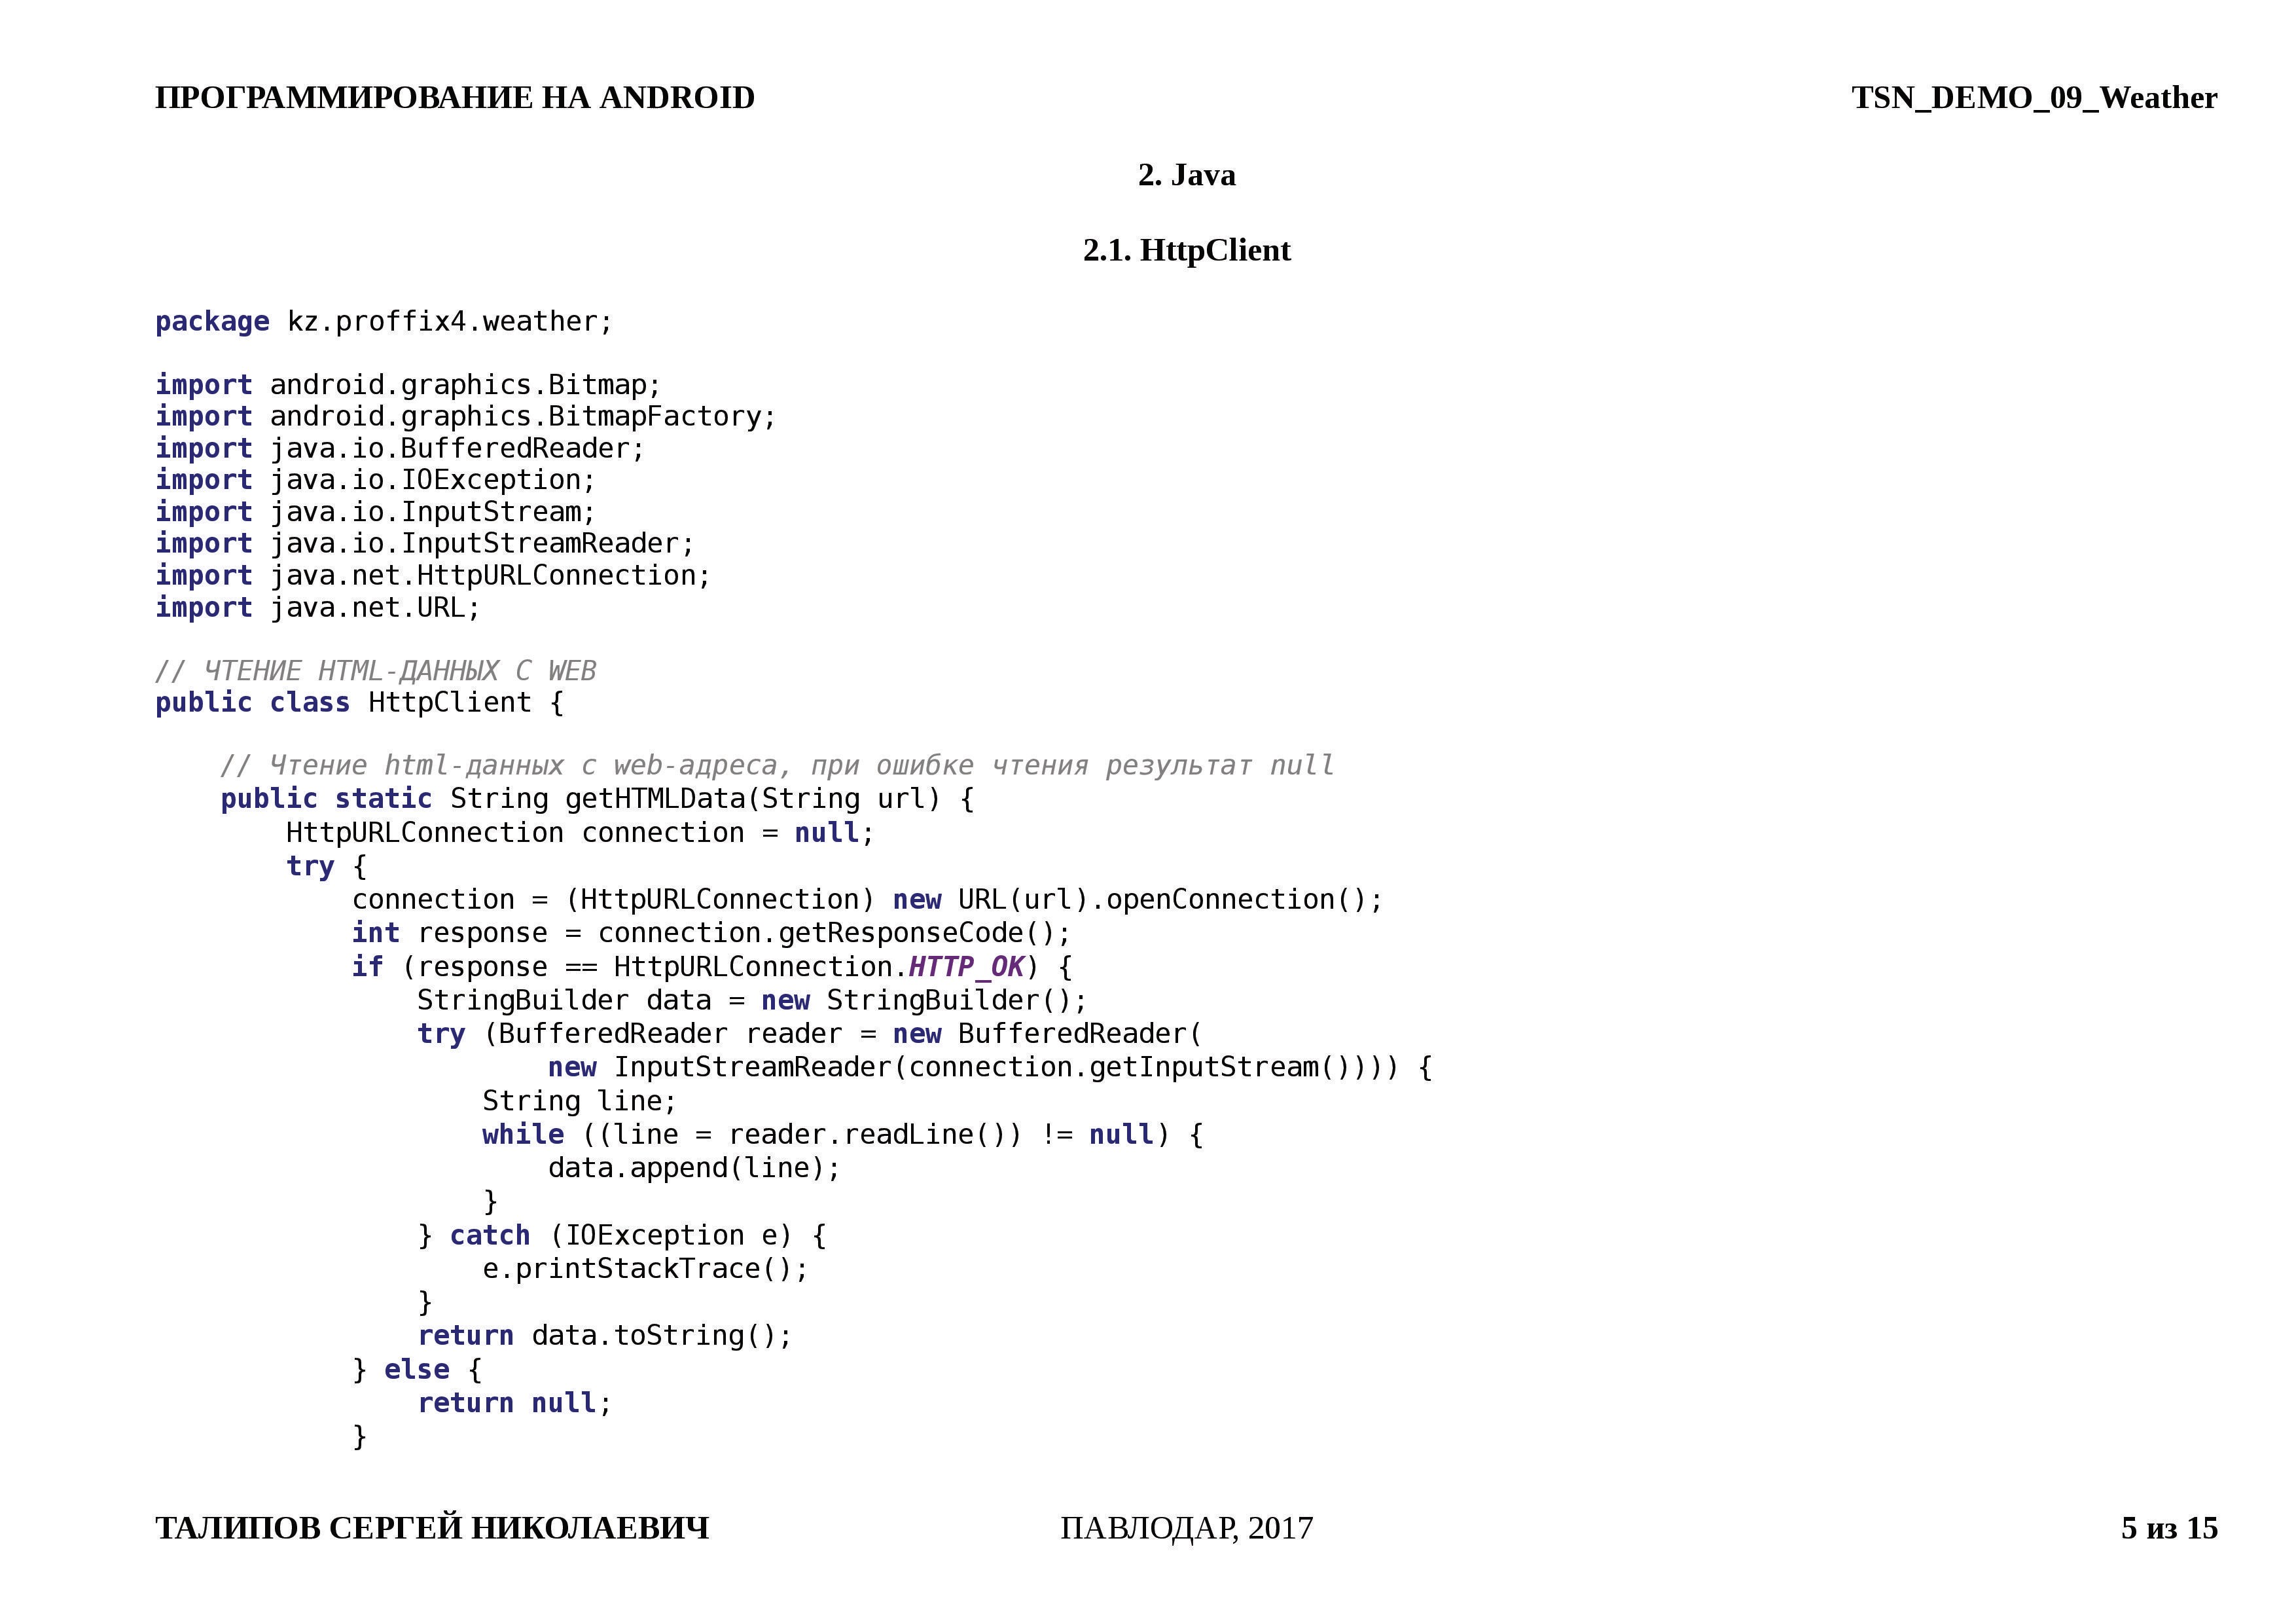 ПРОГРАММИРОВАНИЕ НА ANDROID TSN_DEMO_09_Weather
2. Java
2.1. HttpClient
package kz.proffix4.weather;
import android.graphics.Bitmap;
import android.graphics.BitmapFactory;
import java.io.BufferedReader;
import java.io.IOException;
import java.io.InputStream;
import java.io.InputStreamReader;
import java.net.HttpURLConnection;
import java.net.URL;
// ЧТЕНИЕ HTML-ДАННЫХ С WEB
public class HttpClient {
    // Чтение html-данных с web-адреса, при ошибке чтения результат null
    public static String getHTMLData(String url) {
        HttpURLConnection connection = null;
        try {
            connection = (HttpURLConnection) new URL(url).openConnection();
            int response = connection.getResponseCode();
            if (response == HttpURLConnection.HTTP_OK) {
                StringBuilder data = new StringBuilder();
                try (BufferedReader reader = new BufferedReader(
                        new InputStreamReader(connection.getInputStream()))) {
                    String line;
                    while ((line = reader.readLine()) != null) {
                        data.append(line);
                    }
                } catch (IOException e) {
                    e.printStackTrace();
                }
                return data.toString();
            } else {
                return null;
            }
ТАЛИПОВ СЕРГЕЙ НИКОЛАЕВИЧ ПАВЛОДАР, 2017 5 из 15